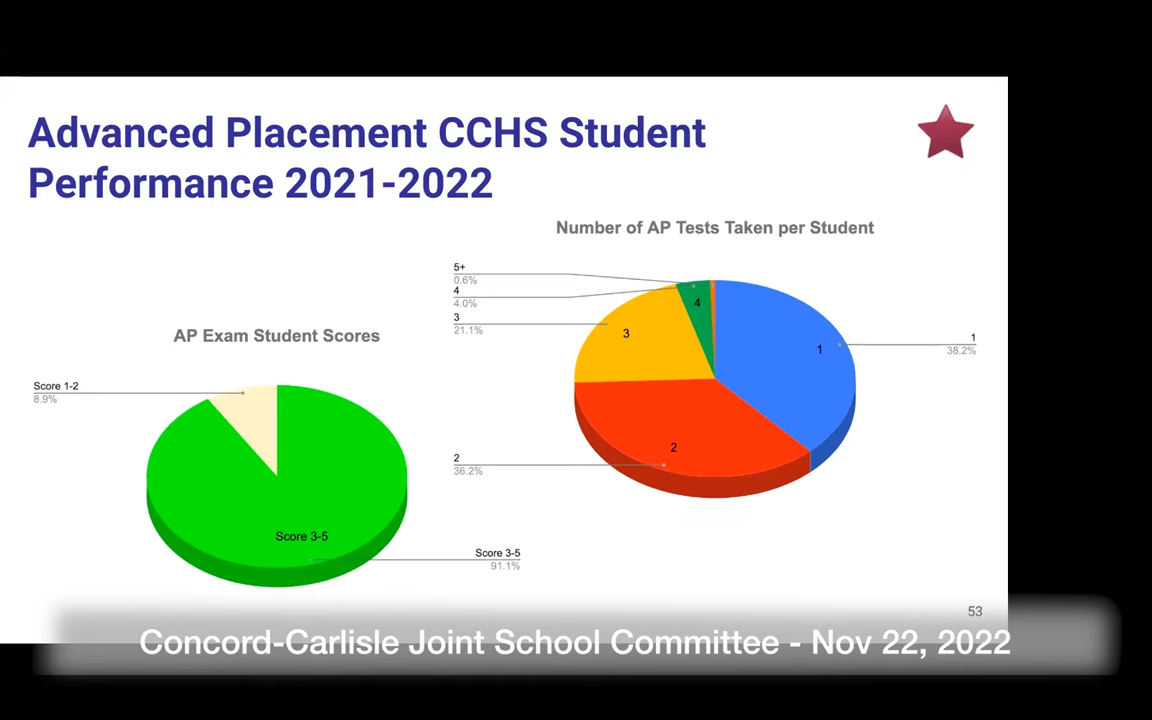 Advanced Placement CCHS Student
Performance 2021-2022
Number of AP Tests Taken per Student
5+
0.6%
4
4.0%
3
21.1%
4
3
1
1
38.2%
2
2
36.2%
AP Exam Student Scores
Score 1-2
8.9%
Score 3-5
Score 3-5
91.1%
53
Concord-Carlisle Joint School Committee - Nov 22, 2022